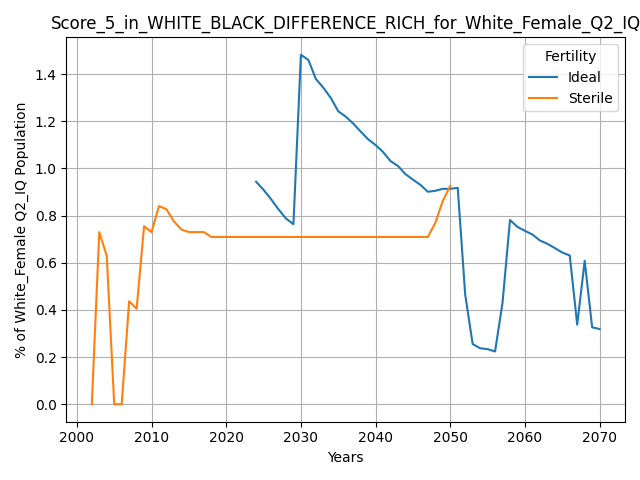 Score_5_in_WHITE_BLACK_DIFFERENCE_RICH_for_White_Female_Q2_IQ
Fertility
Ideal
Sterile
% of White_Female Q2_IQ Population
1.4
1.2
1.0
0.8
0.6
0.4
0.2
0.0
2000 2010 2020 2030 2040 2050 2060 2070
Years